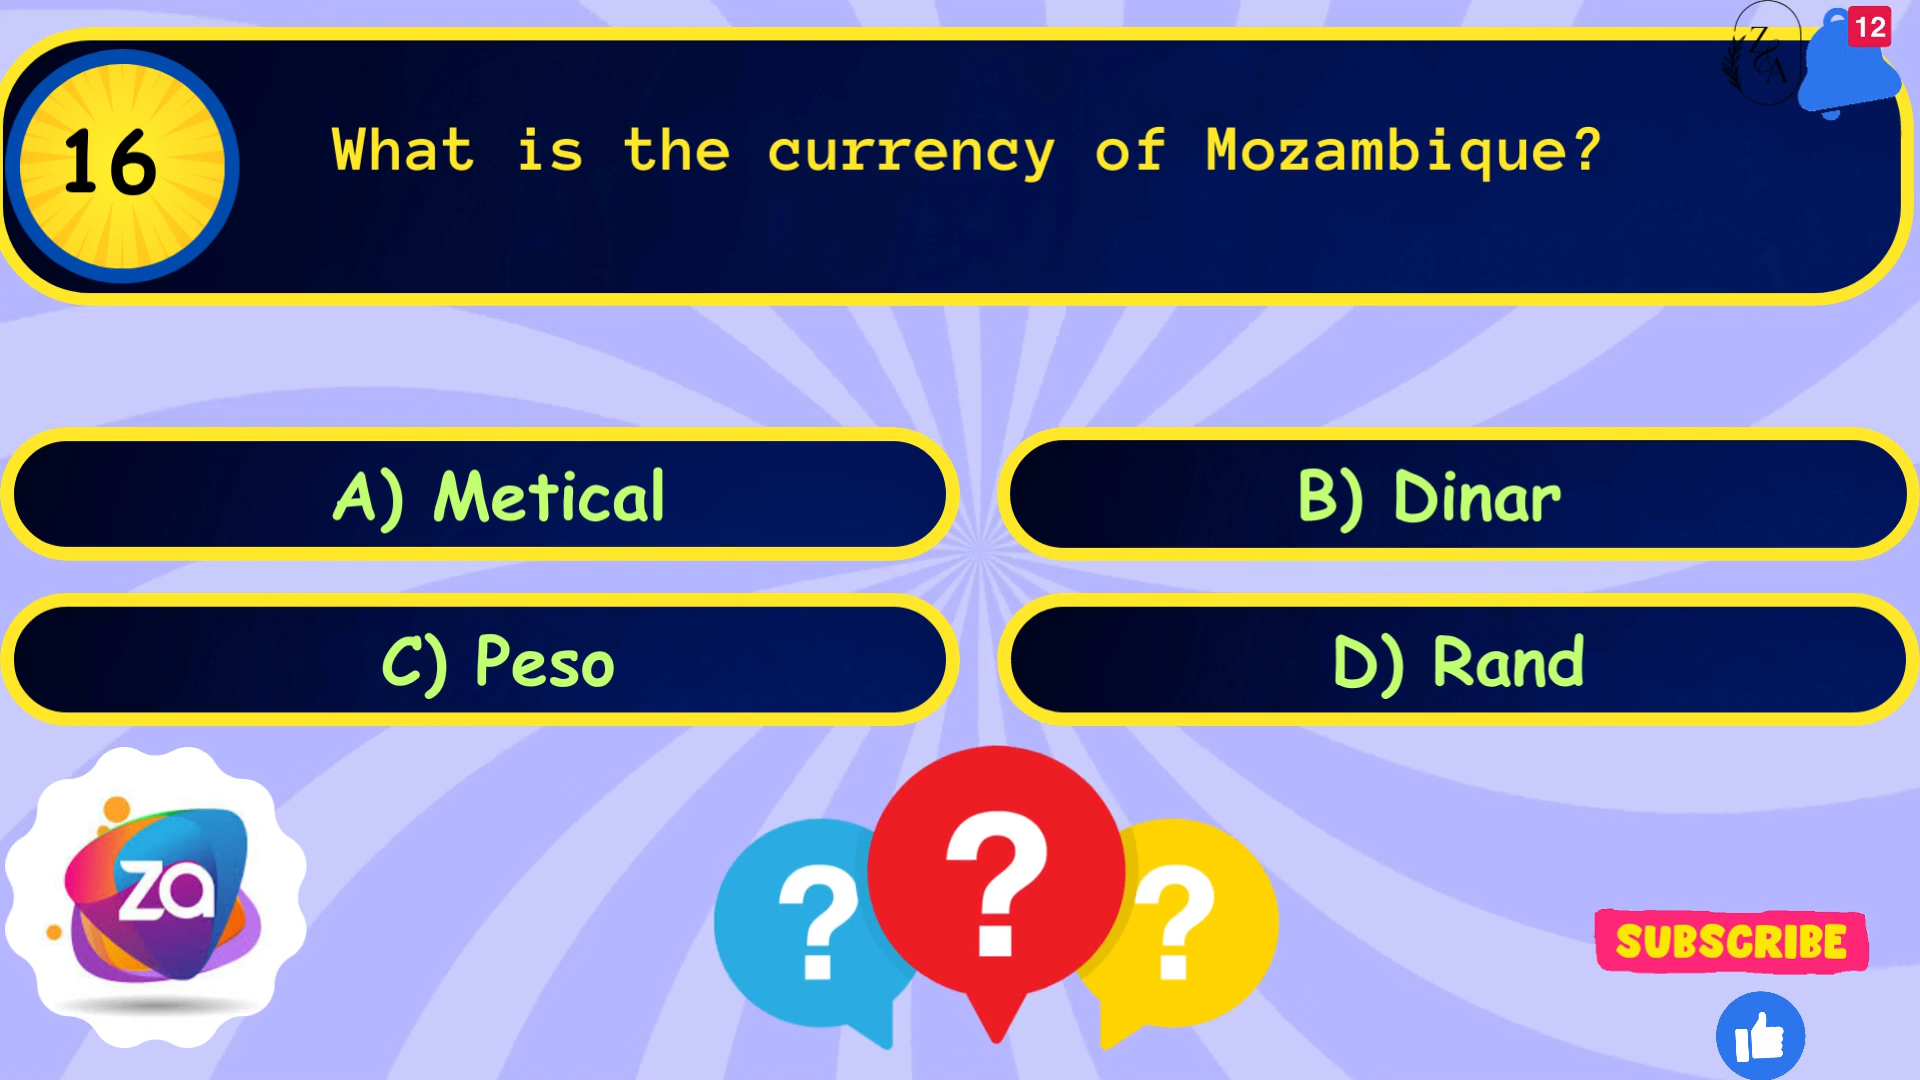 12
Z
&
A
16
What is the currency of Mozambique?
A) Metical
B) Dinar
C) Peso
D) Rand
za
? ? ?
SUBSCRIBE